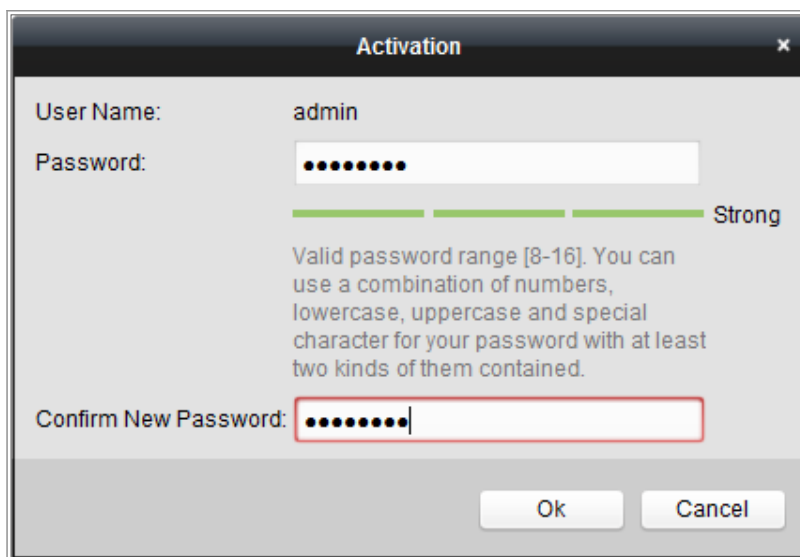 Activation
User Name: admin
Password: ●●●●●●●●
Strong
Valid password range [8-16]. You can
use a combination of numbers,
lowercase, uppercase and special
character for your password with at least
two kinds of them contained.
Confirm New Password: ●●●●●●●●
Ok Cancel